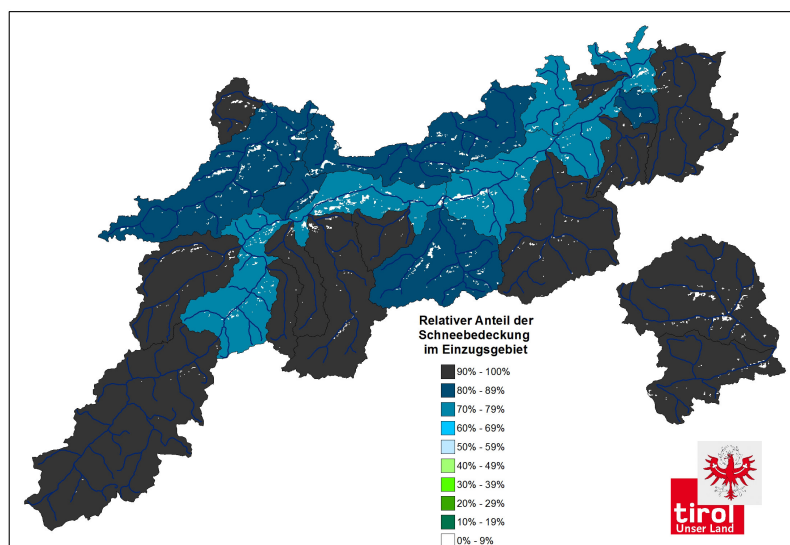 Relativer Anteil der
Schneebedeckung
im Einzugsgebiet
90% - 100%
80% - 89%
70% - 79%
60% - 69%
50% - 59%
40% - 49%
30% - 39%
20% - 29%
10% - 19%
0% - 9%
tirol
Unser Land